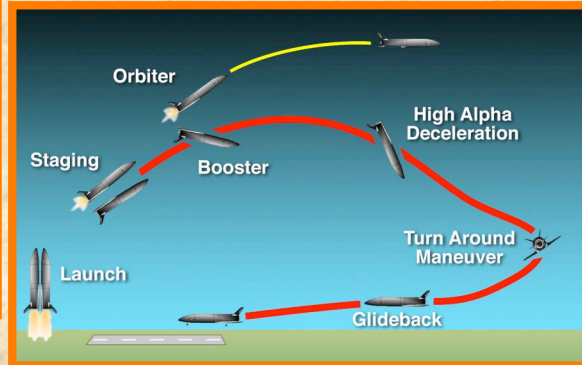 Orbiter
High Alpha
Deceleration
Staging
Booster
Turn Around
Maneuver
Launch
Glideback